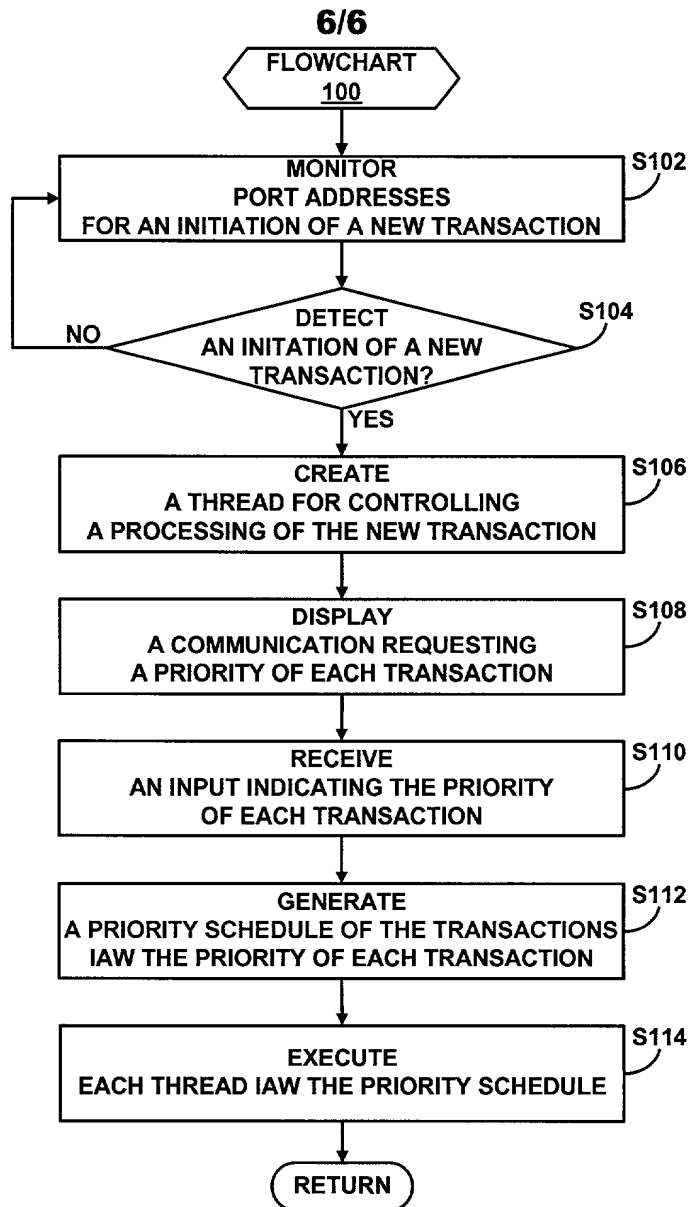 6/6
FLOWCHART
100
MONITOR
PORT ADDRESSES
FOR AN INITIATION OF A NEW TRANSACTION
S102
DETECT
AN INITATION OF A NEW
TRANSACTION?
S104
NO
YES
CREATE
A THREAD FOR CONTROLLING
A PROCESSING OF THE NEW TRANSACTION
S106
DISPLAY
A COMMUNICATION REQUESTING
A PRIORITY OF EACH TRANSACTION
S108
RECEIVE
AN INPUT INDICATING THE PRIORITY
OF EACH TRANSACTION
S110
GENERATE
A PRIORITY SCHEDULE OF THE TRANSACTIONS
IAW THE PRIORITY OF EACH TRANSACTION
S112
EXECUTE
EACH THREAD IAW THE PRIORITY SCHEDULE
S114
RETURN